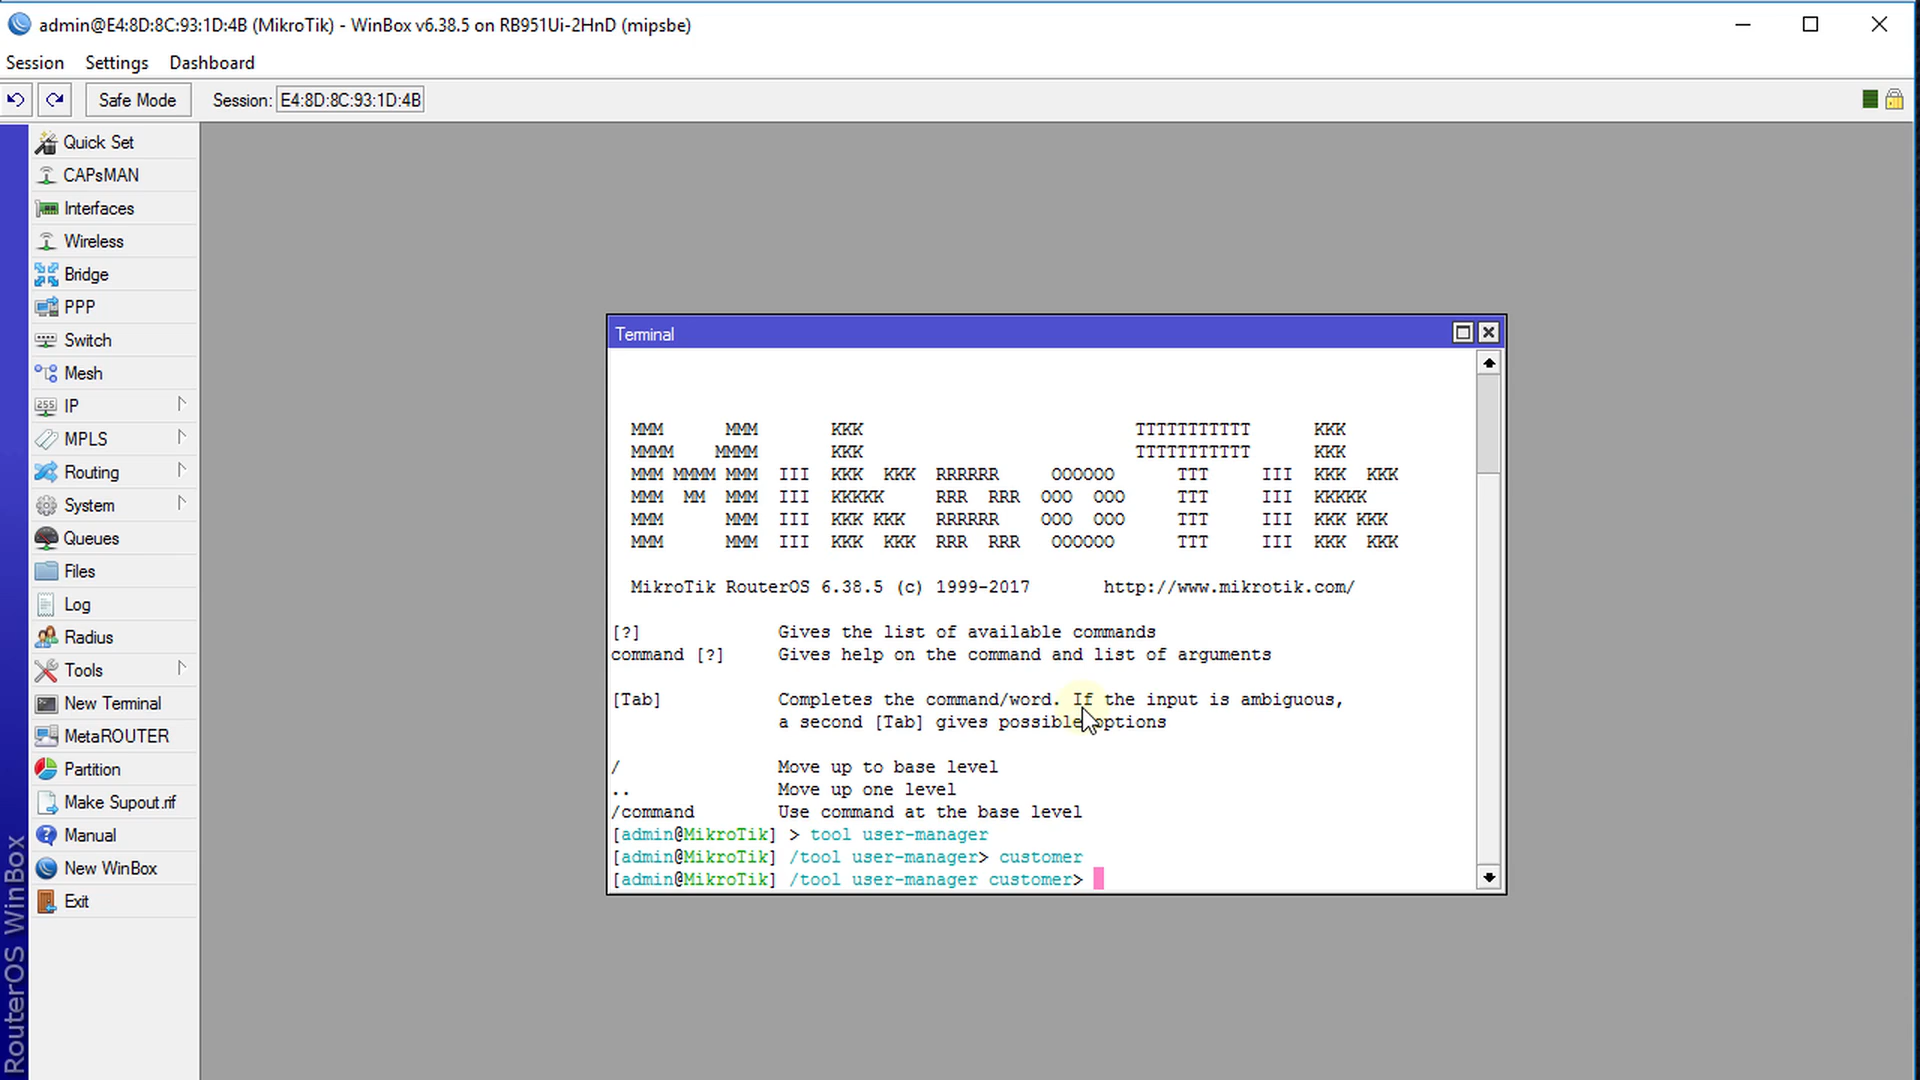 admin@E4:8D:8C:93:1D:4B (MikroTik) - WinBox v6.38.5 on RB951Ui-2HnD (mipsbe)
Session Settings Dashboard
Safe Mode Session: E4:8D:8C:93:1D:4B
Quick Set
CAPsMAN
Interfaces
Wireless
Bridge
PPP
Switch
Mesh
255 IP
MPLS
Routing
System
Queues
Files
Log
Radius
Tools
New Terminal
MetaROUTER
Partition
Make Supout.rif
Manual
New WinBox
Exit
RouterOS WinBox
Terminal
MMM      MMM       KKK                          TTTTTTTTTTT      KKK
MMMM    MMMM       KKK                          TTTTTTTTTTT      KKK
MMM MMMM MMM  III  KKK  KKK  RRRRRR     OOOOOO      TTT     III  KKK  KKK
MMM  MM  MMM  III  KKKKK     RRR  RRR  OOO  OOO     TTT     III  KKKKK
MMM      MMM  III  KKK KKK   RRRRRR    OOO  OOO     TTT     III  KKK KKK
MMM      MMM  III  KKK  KKK  RRR  RRR   OOOOOO      TTT     III  KKK  KKK
MikroTik RouterOS 6.38.5 (c) 1999-2017       http://www.mikrotik.com/
[?]             Gives the list of available commands
command [?]     Gives help on the command and list of arguments
[Tab]           Completes the command/word. If the input is ambiguous,
a second [Tab] gives possible options
/               Move up to base level
..              Move up one level
/command        Use command at the base level
[admin@MikroTik] > tool user-manager
[admin@MikroTik] /tool user-manager> customer
[admin@MikroTik] /tool user-manager customer>